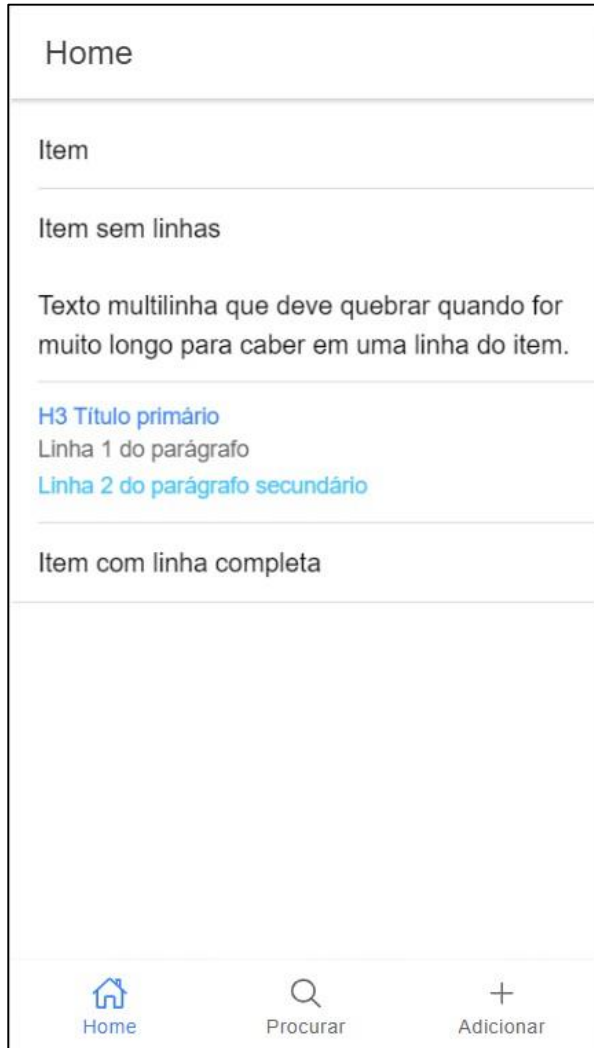 Home
Item
Item sem linhas
Texto multilinha que deve quebrar quando for
muito longo para caber em uma linha do item.
H3 Título primário
Linha 1 do parágrafo
Linha 2 do parágrafo secundário
Item com linha completa
Home
Procurar
Adicionar